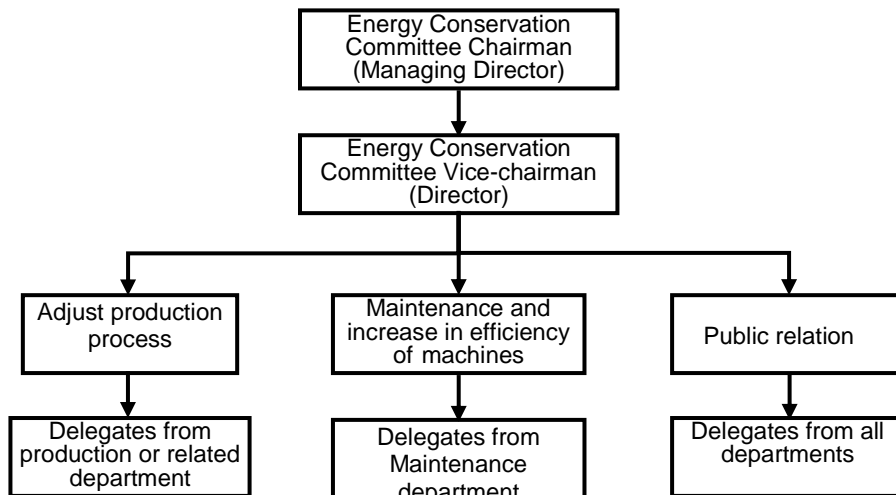 Energy Conservation
Committee Chairman
(Managing Director)
Energy Conservation
Committee Vice-chairman
(Director)
Adjust production
process
Maintenance and
increase in efficiency
of machines
Public relation
Delegates from
production or related
department
Delegates from
Maintenance
department
Delegates from all
departments